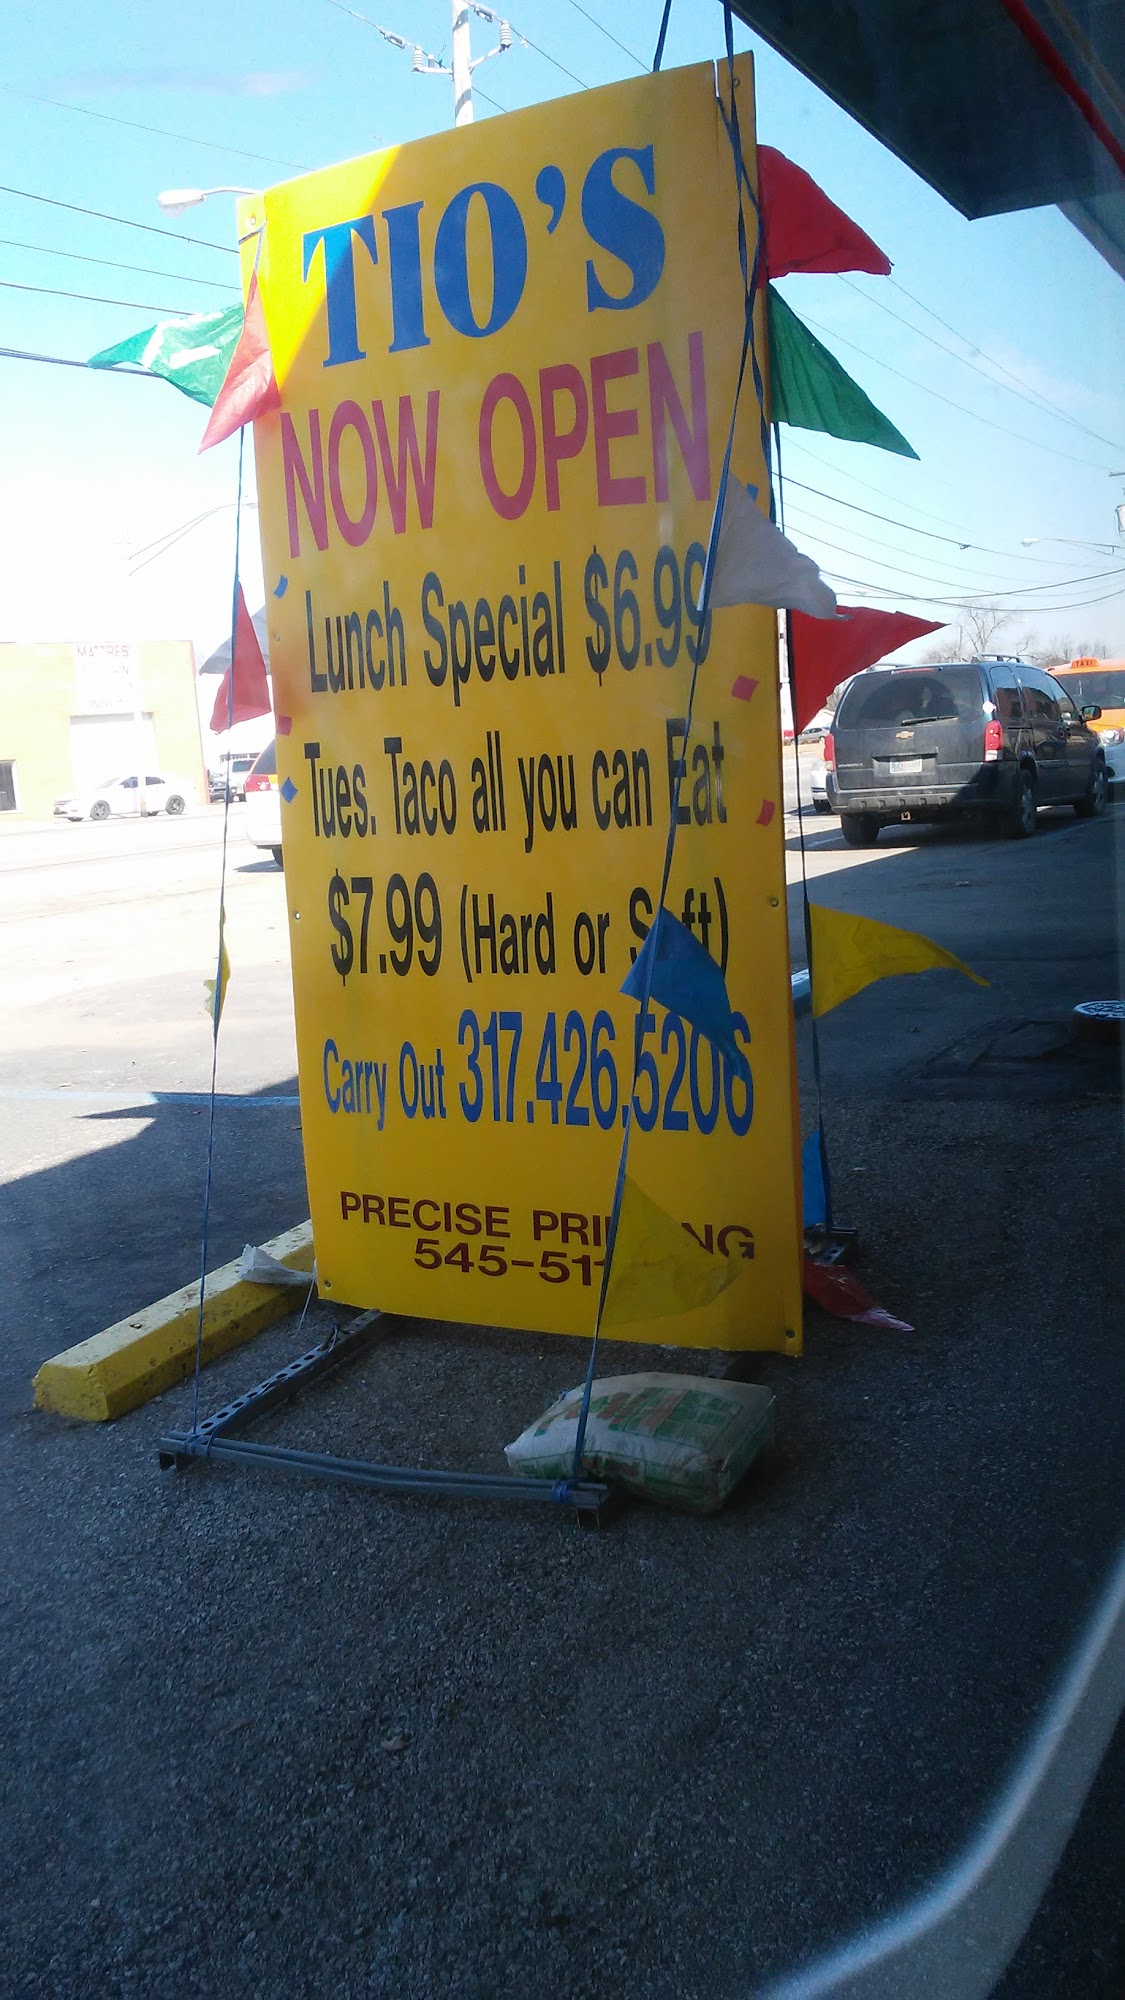 TIO'S
NOW OPEN
Lunch Special $6.99
Tues. Taco all you can Eat
$7.99 (Hard or Soft)
Carry Out 317.426.5206
PRECISE PRINTING
TAXI